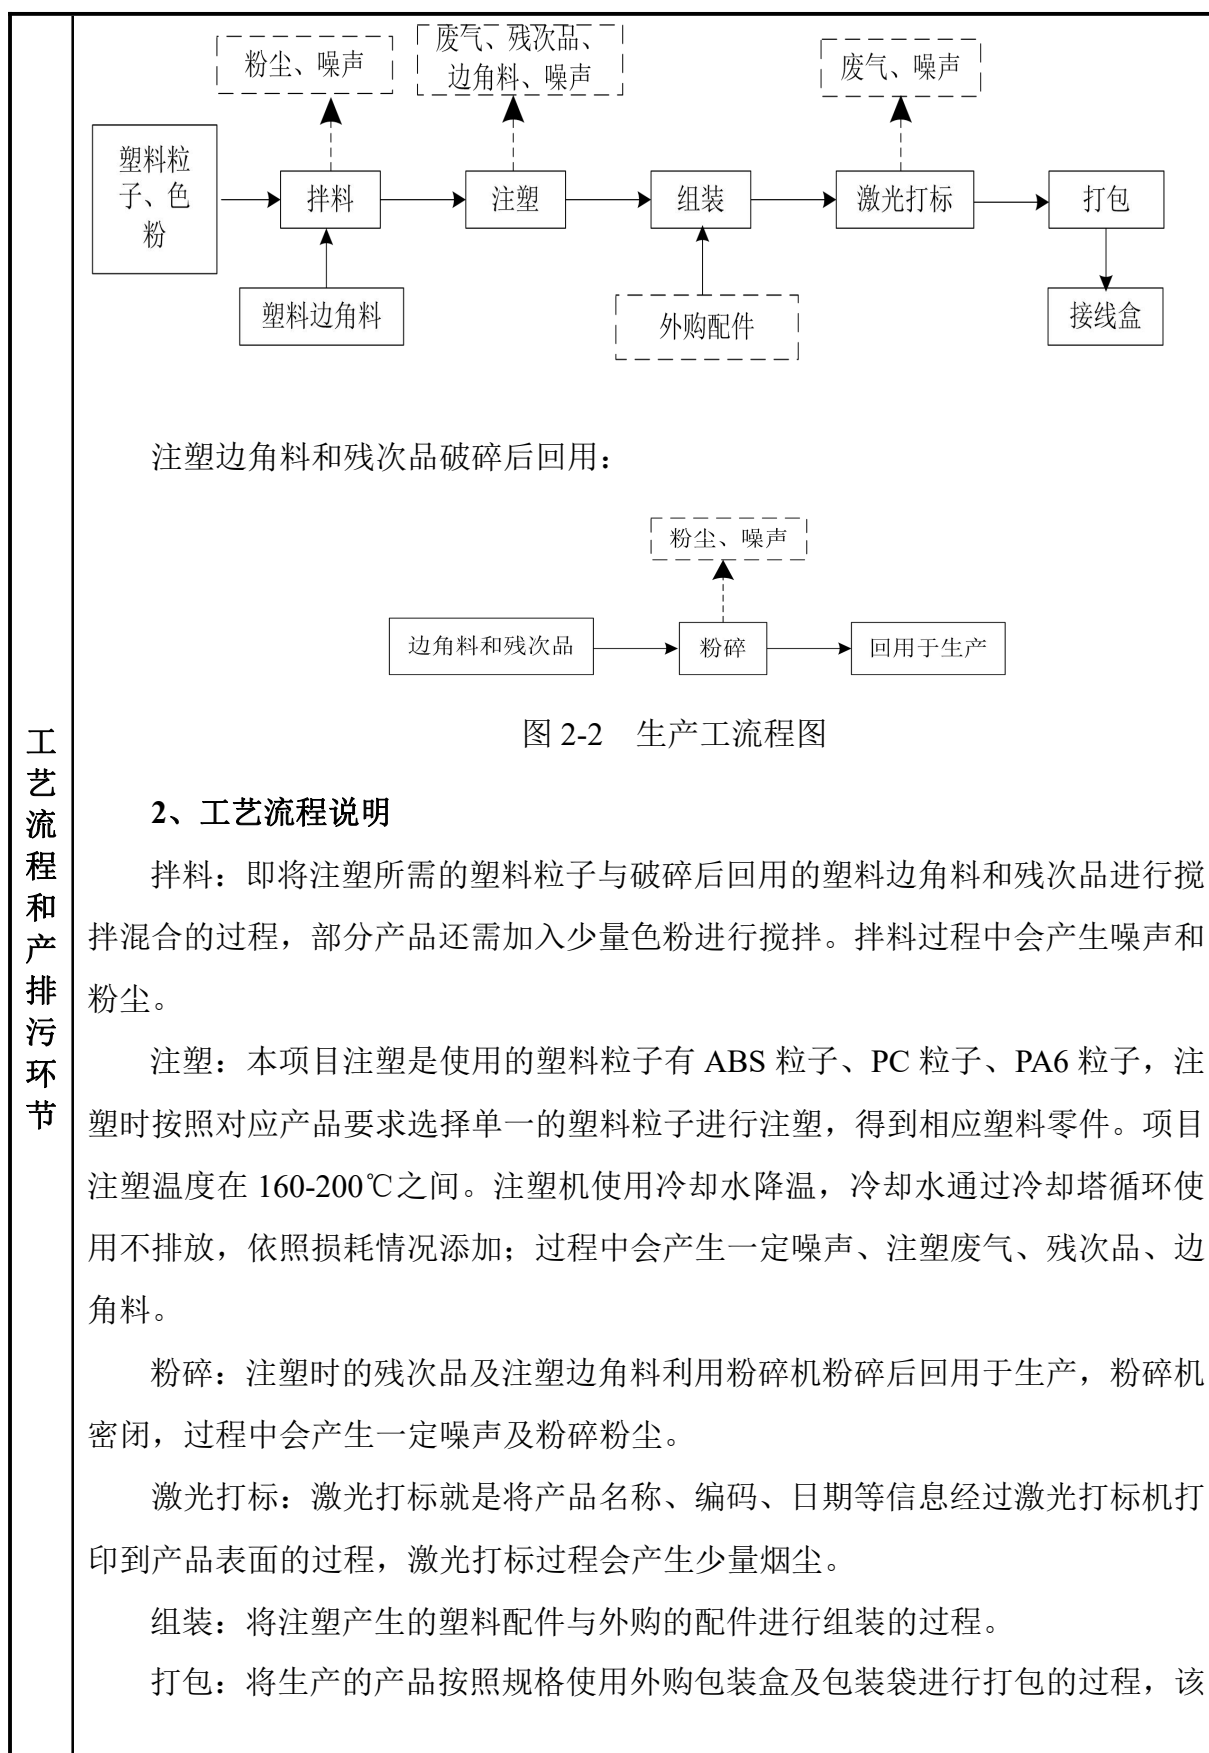 粉尘、噪声
废气、残次品、
边角料、噪声
废气、噪声
塑料粒
子、色
粉
拌料
注塑
组装
激光打标
打包
塑料边角料
外购配件
接线盒
注塑边角料和残次品破碎后回用：
粉尘、噪声
边角料和残次品
粉碎
回用于生产
图 2-2 生产工流程图
工艺流程和产排污环节
2、工艺流程说明
拌料：即将注塑所需的塑料粒子与破碎后回用的塑料边角料和残次品进行搅
拌混合的过程，部分产品还需加入少量色粉进行搅拌。拌料过程中会产生噪声和
粉尘。
注塑：本项目注塑是使用的塑料粒子有 ABS 粒子、PC 粒子、PA6 粒子，注
塑时按照对应产品要求选择单一的塑料粒子进行注塑，得到相应塑料零件。项目
注塑温度在 160-200℃之间。注塑机使用冷却水降温，冷却水通过冷却塔循环使
用不排放，依照损耗情况添加；过程中会产生一定噪声、注塑废气、残次品、边
角料。
粉碎：注塑时的残次品及注塑边角料利用粉碎机粉碎后回用于生产，粉碎机
密闭，过程中会产生一定噪声及粉碎粉尘。
激光打标：激光打标就是将产品名称、编码、日期等信息经过激光打标机打
印到产品表面的过程，激光打标过程会产生少量烟尘。
组装：将注塑产生的塑料配件与外购的配件进行组装的过程。
打包：将生产的产品按照规格使用外购包装盒及包装袋进行打包的过程，该